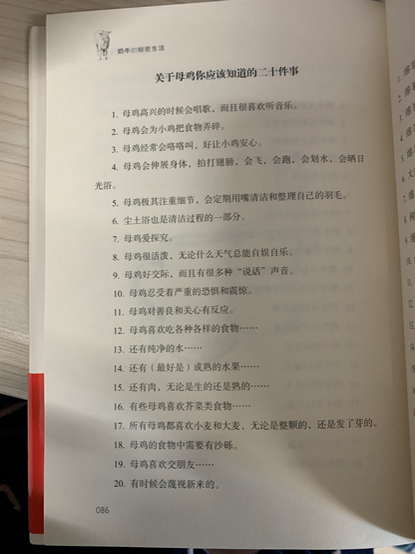 奶牛的秘密生活
关于母鸡你应该知道的二十件事
1. 母鸡高兴的时候会唱歌，而且很喜欢听音乐。
2. 母鸡会为小鸡把食物弄碎。
3. 母鸡经常会咯咯叫，好让小鸡安心。
4. 母鸡会伸展身体，拍打翅膀，会飞，会跑，会划水，会晒日
光浴。
5. 母鸡极其注重细节，会定期用嘴清洁和整理自己的羽毛。
6. 尘土浴也是清洁过程的一部分。
7. 母鸡爱探究。
8. 母鸡很活泼，无论什么天气总能自娱自乐。
9. 母鸡好交际，而且有很多种“说话”声音。
10. 母鸡忍受着严重的恐惧和震惊。
11. 母鸡对善良和关心有反应。
12. 母鸡喜欢吃各种各样的食物……
13. 还有纯净的水……
14. 还有（最好是）成熟的水果……
15. 还有肉，无论是生的还是熟的……
16. 有些母鸡喜欢芥菜类食物……
17. 所有母鸡都喜欢小麦和大麦，无论是整颗的，还是发了芽的。
18. 母鸡的食物中需要有沙砾。
19. 母鸡喜欢交朋友……
20. 有时候会蔑视新来的。
086